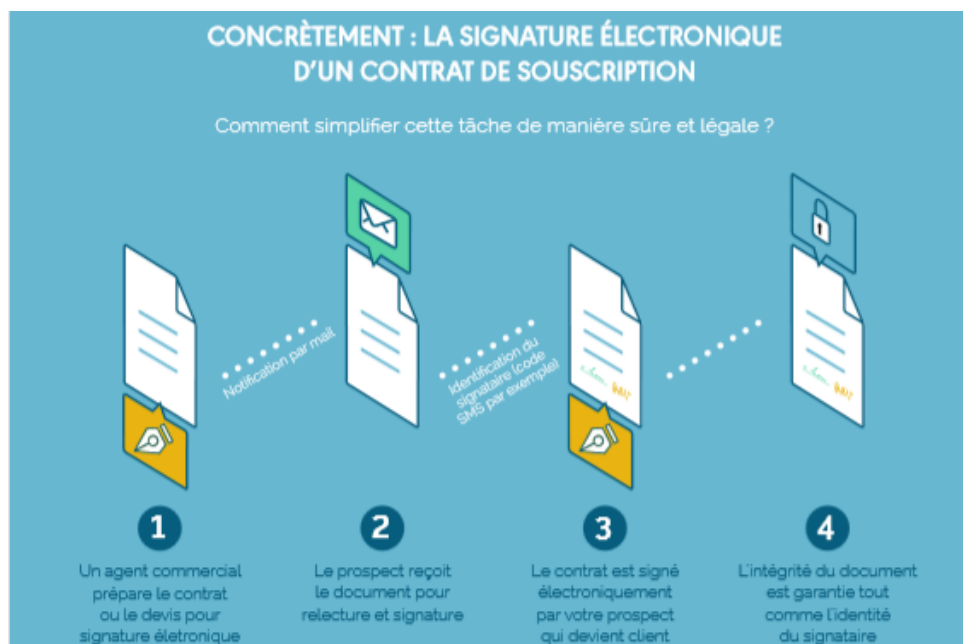 CONCRÈTEMENT : LA SIGNATURE ÉLECTRONIQUE
D'UN CONTRAT DE SOUSCRIPTION
Comment simplifier cette tâche de manière sûre et légale ?
Notification par mail
Identification du
signataire (code
SMS par exemple)
1
Un agent commercial
prépare le contrat
ou le devis pour
signature életronique
2
Le prospect reçoit
le document pour
relecture et signature
3
Le contrat est signé
électroniquement
par votre prospect
qui devient client
4
L'intégrité du document
est garantie tout
comme l'identité
du signataire